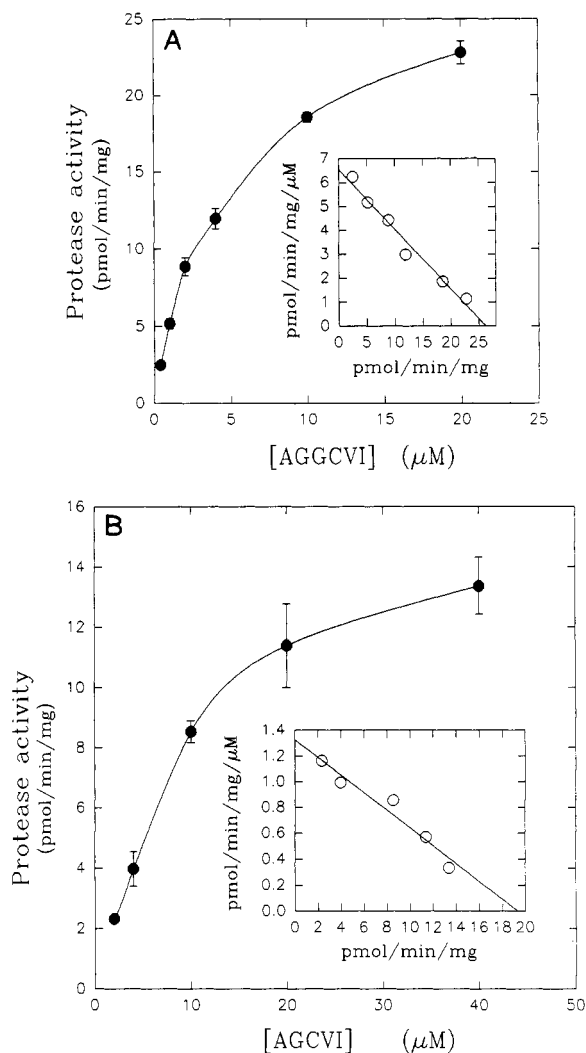 A
Protease activity
(pmol/min/mg)
25
20
15
10
5
0
0 5 10 15 20 25
[AGGCVI] (μM)
pmol/min/mg/μM
7
6
5
4
3
2
1
0
0 5 10 15 20 25
pmol/min/mg
B
Protease activity
(pmol/min/mg)
16
14
12
10
8
6
4
2
0
0 10 20 30 40 50
[AGCVI] (μM)
pmol/min/mg/μM
1.4
1.2
1.0
0.8
0.6
0.4
0.2
0.0
0 2 4 6 8 10 12 14 16 18 20
pmol/min/mg